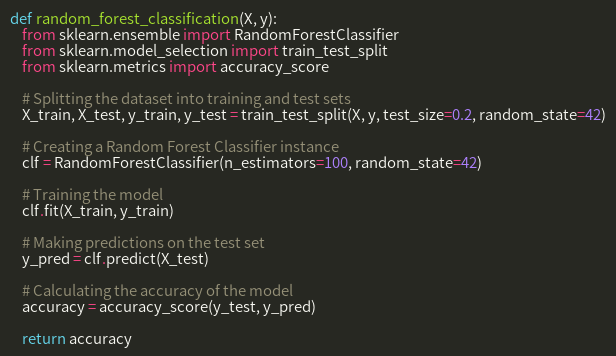 def random_forest_classification(X, y):
    from sklearn.ensemble import RandomForestClassifier
    from sklearn.model_selection import train_test_split
    from sklearn.metrics import accuracy_score

    # Splitting the dataset into training and test sets
    X_train, X_test, y_train, y_test = train_test_split(X, y, test_size=0.2, random_state=42)

    # Creating a Random Forest Classifier instance
    clf = RandomForestClassifier(n_estimators=100, random_state=42)

    # Training the model
    clf.fit(X_train, y_train)

    # Making predictions on the test set
    y_pred = clf.predict(X_test)

    # Calculating the accuracy of the model
    accuracy = accuracy_score(y_test, y_pred)

    return accuracy